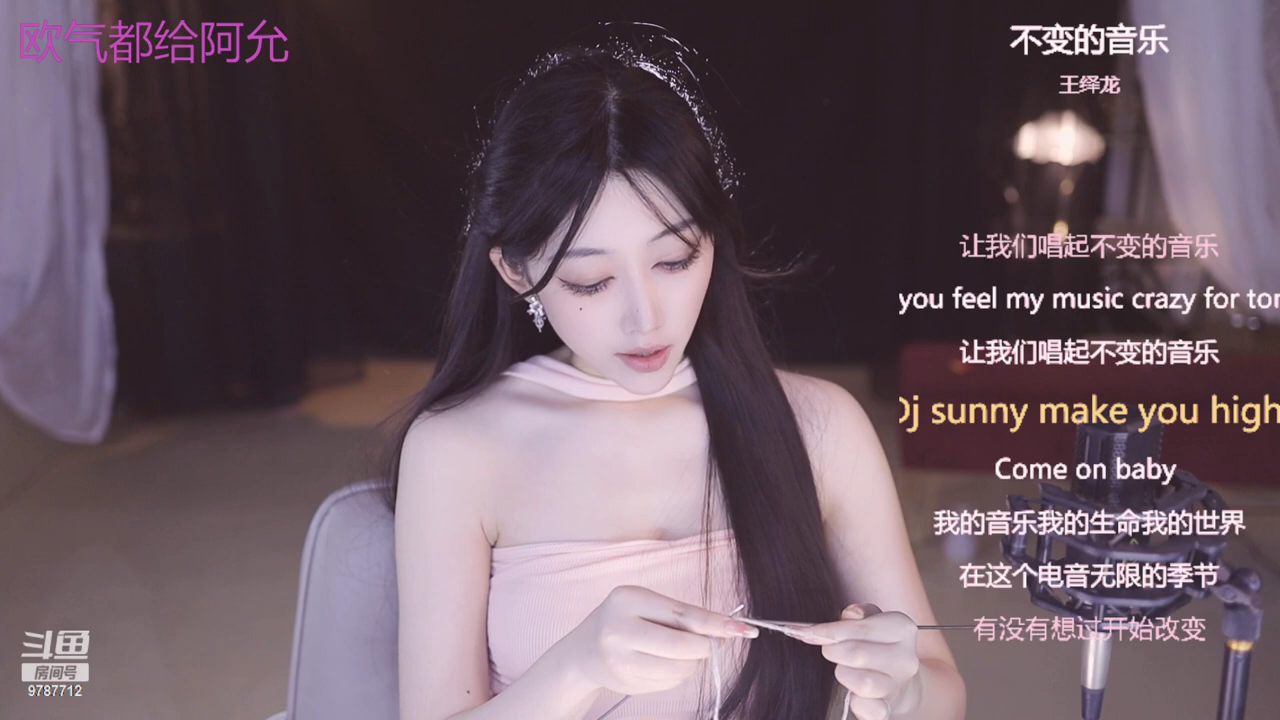 欧气都给阿允
不变的音乐
王绎龙
让我们唱起不变的音乐
you feel my music crazy for
让我们唱起不变的音乐
sunny make you high
Come on baby
我的音乐我的生命我的世界
在这个电音无限的季节
有没有想过开始改变
斗鱼
房间号
9787712